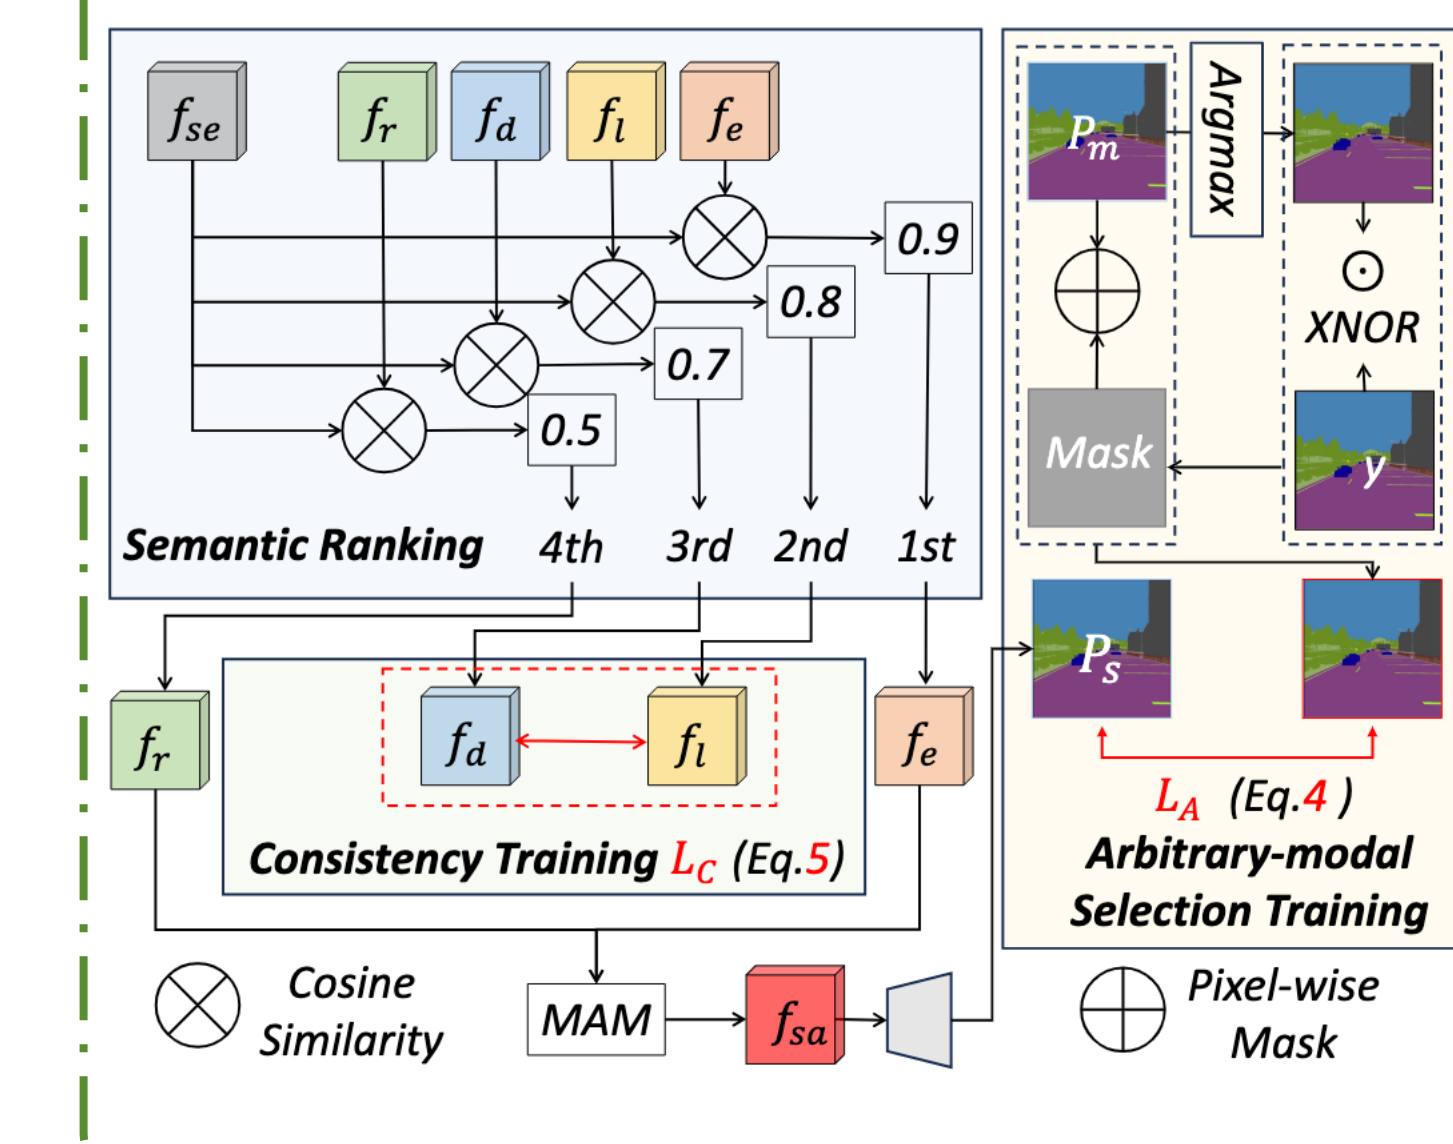 f_se f_r f_d f_l f_e
0.9
0.8
0.7
0.5
Semantic Ranking 4th 3rd 2nd 1st
f_r f_d f_l f_e
Consistency Training L_C (Eq.5)
Cosine
Similarity
MAM
f_sa
P_m
Argmax
XNOR
Mask
y
P_s
L_A (Eq.4 )
Arbitrary-modal
Selection Training
Pixel-wise
Mask